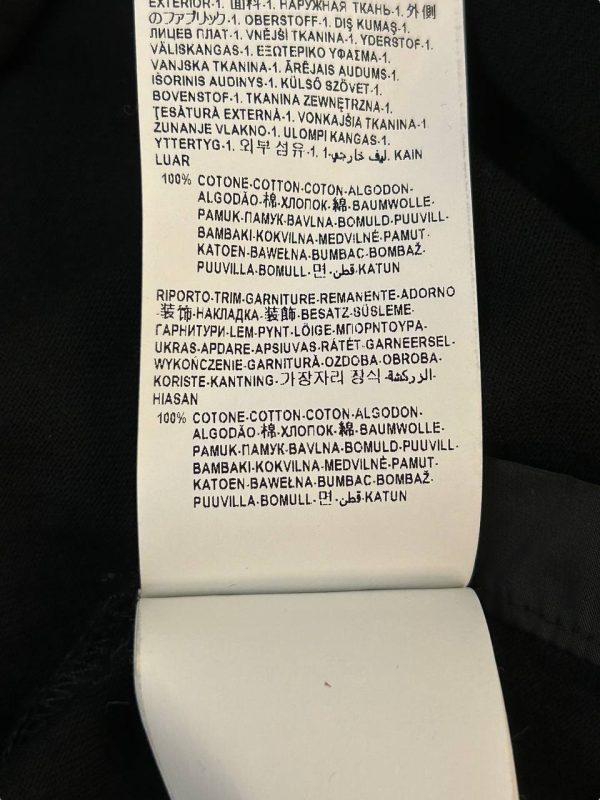 EXTERIOR-1. 面料-1. НАРУЖНАЯ ТКАНЬ-1. 外側
のファブリック-1. OBERSTOFF-1. DIŞ KUMAŞ-1.
ЛИЦЕВ ПЛАТ-1. VNĚJŠÍ TKANINA-1. YDERSTOF-1.
VÄLISKANGAS-1. ΕΞΩΤΕΡΙΚΟ ΥΦΑΣΜΑ-1.
VANJSKA TKANINA-1. ĀRĒJAIS AUDUMS-1.
IŠORINIS AUDINYS-1. KÜLSŐ SZÖVET-1.
BOVENSTOF-1. TKANINA ZEWNĘTRZNA-1.
ŢESĂTURĂ EXTERNĂ-1. VONKAJŠIA TKANINA-1.
ZUNANJE VLAKNO-1. ULOMPI KANGAS-1.
YTTERTYG-1. 외부 섬유-1. ليف خارجي-1. KAIN
LUAR
100% COTONE-COTTON-COTON-ALGODON-
ALGODÃO-棉-ХЛОПОК-綿-BAUMWOLLE-
PAMUK-ПАМУК-BAVLNA-BOMULD-PUUVILL-
BAMBAKI-KOKVILNA-MEDVILNĖ-PAMUT-
KATOEN-BAWEŁNA-BUMBAC-BOMBAŽ-
PUUVILLA-BOMULL-면-قطن-KATUN
RIPORTO-TRIM-GARNITURE-REMANENTE-ADORNO
-装饰-НАКЛАДКА-装飾-BESATZ-SÜSLEME-
ГАРНИТУРИ-LEM-PYNT-LÕIGE-ΜΠΟΡΝΤΟΥΡΑ-
UKRAS-APDARE-APSIUVAS-RÁTÉT-GARNEERSEL-
WYKOŃCZENIE-GARNITURĂ-OZDOBA-OBROBA-
KORISTE-KANTNING-가장자리 장식-الزركشة-
HIASAN
100% COTONE-COTTON-COTON-ALGODON-
ALGODÃO-棉-ХЛОПОК-綿-BAUMWOLLE-
PAMUK-ПАМУК-BAVLNA-BOMULD-PUUVILL-
BAMBAKI-KOKVILNA-MEDVILNĖ-PAMUT-
KATOEN-BAWEŁNA-BUMBAC-BOMBAŽ-
PUUVILLA-BOMULL-면-قطن-KATUN